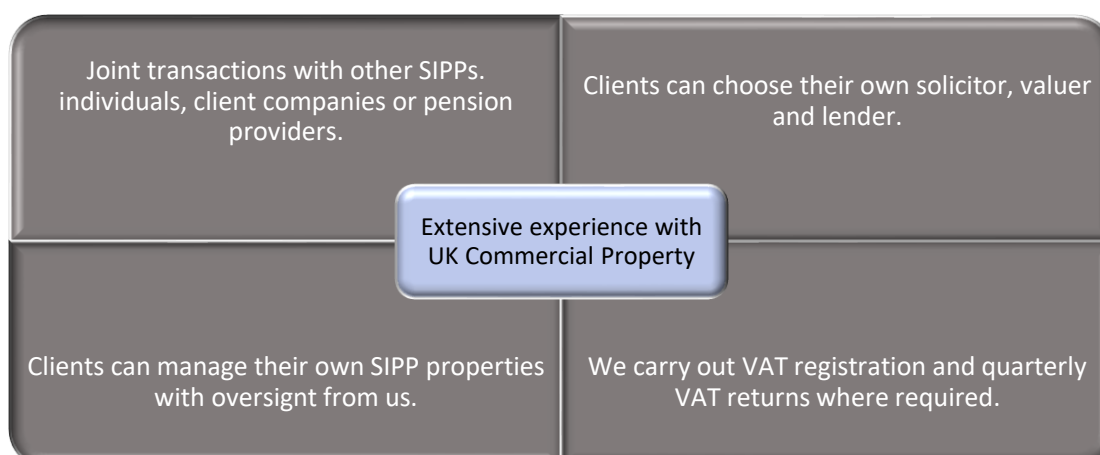 Joint transactions with other SIPPs.
individuals, client companies or pension
providers.
Clients can choose their own solicitor, valuer
and lender.
Extensive experience with
UK Commercial Property
Clients can manage their own SIPP properties
with oversignt from us.
We carry out VAT registration and quarterly
VAT returns where required.